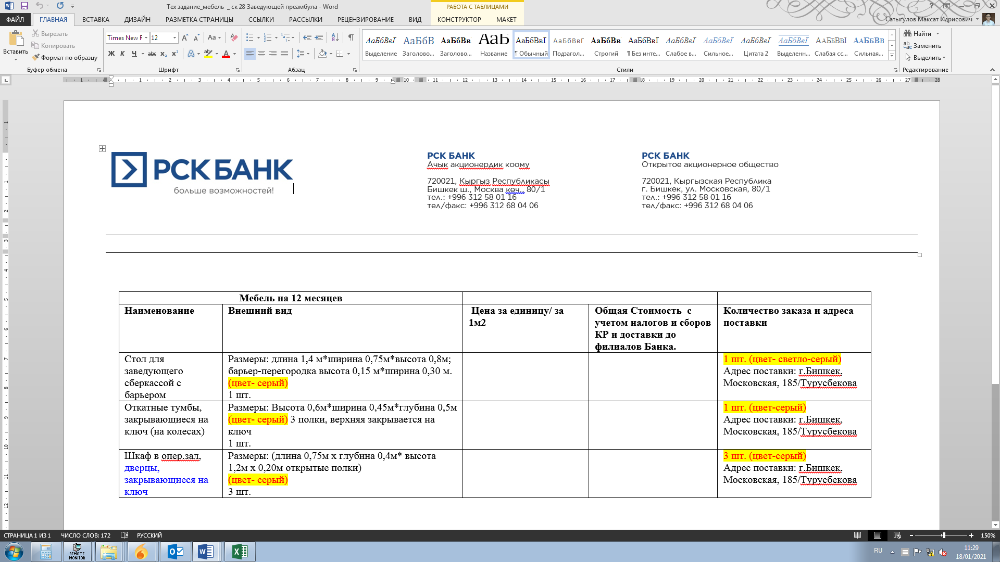 Тех задание_мебель _ ск 28 Заведующей преамбула - Word
РАБОТА С ТАБЛИЦАМИ
ФАЙЛ ГЛАВНАЯ ВСТАВКА ДИЗАЙН РАЗМЕТКА СТРАНИЦЫ ССЫЛКИ РАССЫЛКИ РЕЦЕНЗИРОВАНИЕ ВИД КОНСТРУКТОР МАКЕТ Сатыгулов Максат Идрисович
Вставить
Вырезать
Копировать
Формат по образцу
Буфер обмена
Times New R 12
Ж К Ч abc x₂ x²
Шрифт
Абзац
АаБбВвІ АаБбВ АаБбВв АаБ АаБбВвІ АаБбВвГ АаБбВв АаБбВвІ АаБбВвІ АаБбВвІ АаБбВвІ АаБбВвІ ААББВВІ ААББВв
Выделение Заголово... Заголово... Название ¶ Обычный Подзагол... Строгий ¶ Без инте... Слабое в... Сильное... Цитата 2 Выделенн... Слабая сс... Сильная...
Стили
Найти
Заменить
Выделить
Редактирование
РСК БАНК
больше возможностей!
РСК БАНК
Ачык акционердик коому
720021, Кыргыз Республикасы
Бишкек ш., Москва көч., 80/1
тел.: +996 312 58 01 16
тел/факс: +996 312 68 04 06
РСК БАНК
Открытое акционерное общество
720021, Кыргызская Республика
г. Бишкек, ул. Московская, 80/1
тел.: +996 312 58 01 16
тел/факс: +996 312 68 04 06
Мебель на 12 месяцев
Наименование
Внешний вид
Цена за единицу/ за
1м2
Общая Стоимость с
учетом налогов и сборов
КР и доставки до
филиалов Банка.
Количество заказа и адреса
поставки
Стол для
заведующего
сберкассой с
барьером
Размеры: длина 1,4 м*ширина 0,75м*высота 0,8м;
барьер-перегородка высота 0,15 м*ширина 0,30 м.
(цвет- серый)
1 шт.
1 шт. (цвет- светло-серый)
Адрес поставки: г.Бишкек,
Московская, 185/Турусбекова
Откатные тумбы,
закрывающиеся на
ключ (на колесах)
Размеры: Высота 0,6м*ширина 0,45м*глубина 0,5м
(цвет- серый) 3 полки, верхняя закрывается на
ключ
1 шт.
1 шт. (цвет-серый)
Адрес поставки: г.Бишкек,
Московская, 185/Турусбекова
Шкаф в опер.зал,
дверцы,
закрывающиеся на
ключ
Размеры: (длина 0,75м х глубина 0,4м* высота
1,2м х 0,20м открытые полки)
(цвет- серый)
3 шт.
3 шт. (цвет-серый)
Адрес поставки: г.Бишкек,
Московская, 185/Турусбекова
СТРАНИЦА 1 ИЗ 1 ЧИСЛО СЛОВ: 172 РУССКИЙ 150%
REMOTE
MONITOR
RU
11:29
18/01/2021